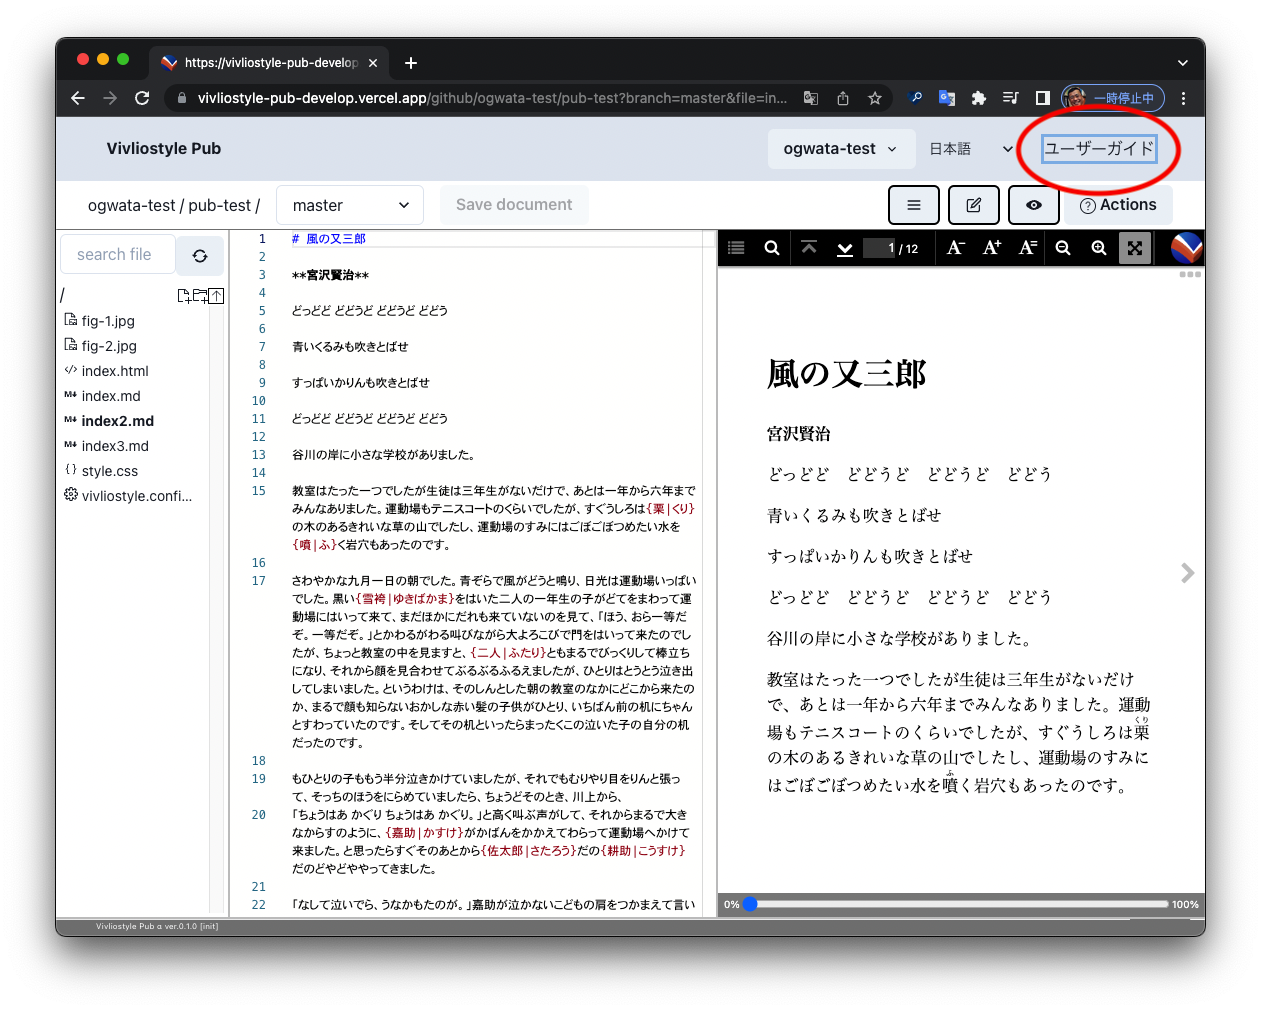 https://vivliostyle-pub-develop
vivliostyle-pub-develop.vercel.app/github/ogwata-test/pub-test?branch=master&file=in...
一時停止中
Vivliostyle Pub
ogwata-test
日本語
ユーザーガイド
ogwata-test / pub-test /
master
Save document
Actions
search file
/
fig-1.jpg
fig-2.jpg
index.html
index.md
index2.md
index3.md
style.css
vivliostyle.confi...
1 # 風の又三郎
2
3 **宮沢賢治**
4
5 どっどど どどうど どどうど どどう
6
7 青いくるみも吹きとばせ
8
9 すっぱいかりんも吹きとばせ
10
11 どっどど どどうど どどうど どどう
12
13 谷川の岸に小さな学校がありました。
14
15 教室はたった一つでしたが生徒は三年生がないだけで、あとは一年から六年まで
みんなありました。運動場もテニスコートのくらいでしたが、すぐうしろは{栗|くり}
の木のあるきれいな草の山でしたし、運動場のすみにはごぼごぼつめたい水を
{噴|ふ}く岩穴もあったのです。
16
17 さわやかな九月一日の朝でした。青ぞらで風がどうと鳴り、日光は運動場いっぱい
でした。黒い{雪袴|ゆきばかま}をはいた二人の一年生の子がどてをまわって運
動場にはいって来て、まだほかにだれも来ていないのを見て、「ほう、おら一等だ
ぞ。一等だぞ。」とかわるがわる叫びながら大よろこびで門をはいって来たのでし
たが、ちょっと教室の中を見ますと、{二人|ふたり}ともまるでびっくりして棒立ち
になり、それから顔を見合わせてぶるぶるふるえましたが、ひとりはとうとう泣き出
してしまいました。というわけは、そのしんとした朝の教室のなかにどこから来たの
か、まるで顔も知らないおかしな赤い髪の子供がひとり、いちばん前の机にちゃん
とすわっていたのです。そしてその机といったらまったくこの泣いた子の自分の机
だったのです。
18
19 もひとりの子ももう半分泣きかけていましたが、それでもむりやり目をりんと張っ
て、そっちのほうをにらめていましたら、ちょうどそのとき、川上から、
20 「ちょうはあ かぐり ちょうはあ かぐり。」と高く叫ぶ声がして、それからまるで大き
なからすのように、{嘉助|かすけ}がかばんをかかえてわらって運動場へかけて
来ました。と思ったらすぐそのあとから{佐太郎|さたろう}だの{耕助|こうすけ}
だのどやどややってきました。
21
22 「なして泣いでら、うなかもたのが。」嘉助が泣かないこどもの肩をつかまえて言い
1 / 12
風の又三郎
宮沢賢治
どっどど　どどうど　どどうど　どどう
青いくるみも吹きとばせ
すっぱいかりんも吹きとばせ
どっどど　どどうど　どどうど　どどう
谷川の岸に小さな学校がありました。
教室はたった一つでしたが生徒は三年生がないだけ
で、あとは一年から六年までみんなありました。運動
くり
場もテニスコートのくらいでしたが、すぐうしろは栗
の木のあるきれいな草の山でしたし、運動場のすみに
ふ
はごぼごぼつめたい水を噴く岩穴もあったのです。
0%
100%
Vivliostyle Pub α ver.0.1.0 [init]